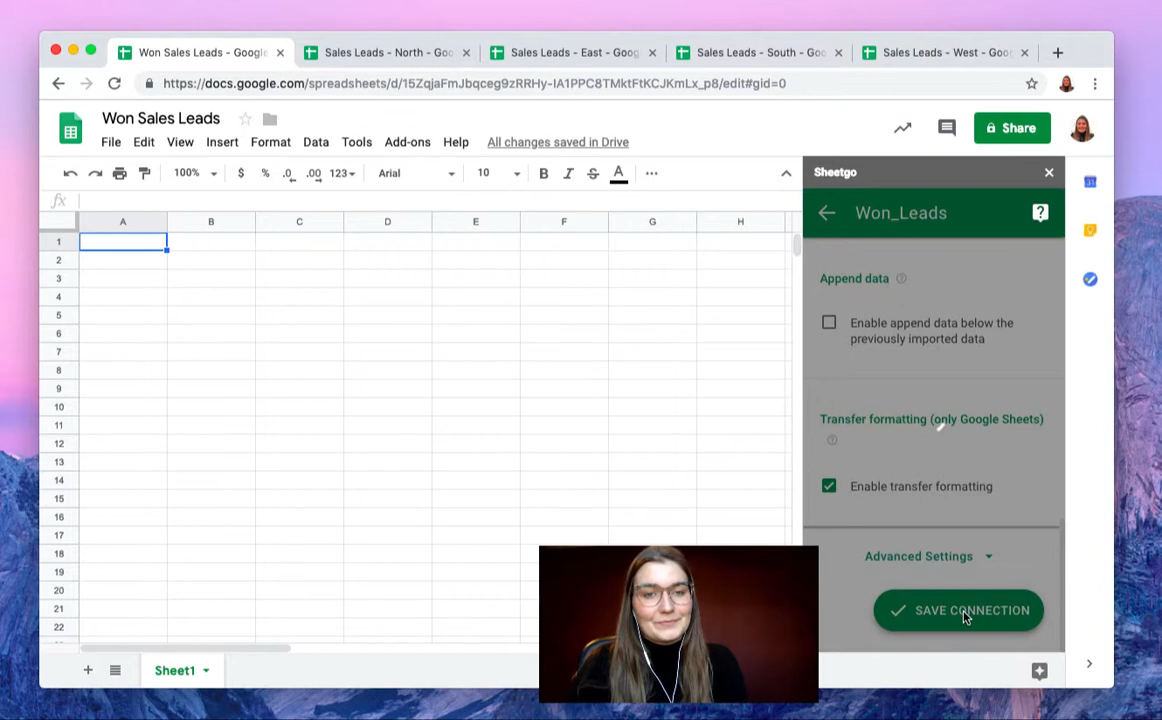 Won Sales Leads - Google
Sales Leads - North - Goo
Sales Leads - East - Goog
Sales Leads - South - Goo
Sales Leads - West - Goog
https://docs.google.com/spreadsheets/d/15ZqjaFmJbqceg9zRRHy-IA1PPC8TMktFtKCJKmLx_p8/edit#gid=0
Won Sales Leads
File Edit View Insert Format Data Tools Add-ons Help All changes saved in Drive
Share
100% $ % .0 .00 123 Arial 10 B I S A
fx
Sheetgo
Won_Leads
A B C D E F G H
1
2
3
4
5
6
7
8
9
10
11
12
13
14
15
16
17
18
19
20
21
22
Append data
Enable append data below the
previously imported data
Transfer formatting (only Google Sheets)
Enable transfer formatting
Advanced Settings
SAVE CONNECTION
Sheet1
31